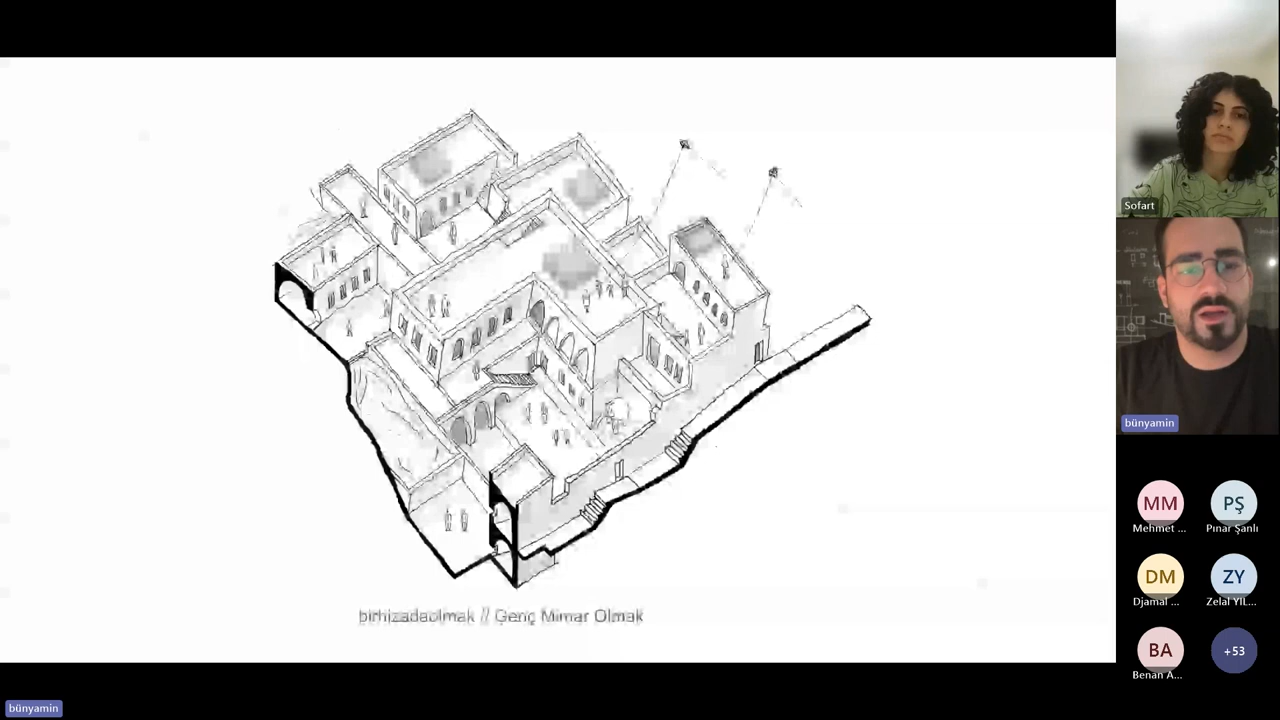 Sofart
bünyamin
MM
PŞ
Mehmet ...
Pınar Şanlı
DM
ZY
Djamal ...
Zelal YIL...
BA
+53
Benan A...
birhizadaolmak // Genç Mimar Olmak
bünyamin